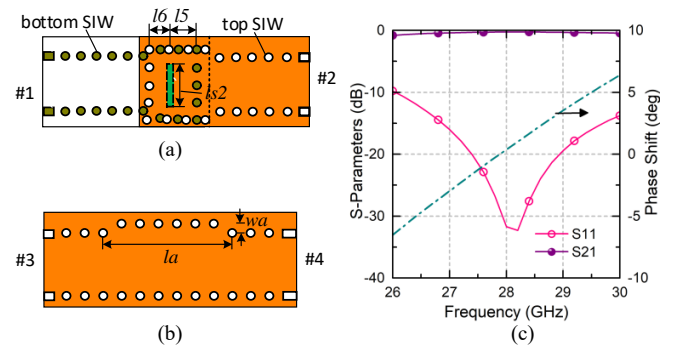 bottom SIW
l6
l5
top SIW
#1
#2
ls2
(a)
#3
wa
la
#4
(b)
S-Parameters (dB)
0
-10
-20
-30
-40
10
5
0
-5
-10
Phase Shift (deg)
S11
S21
26 27 28 29 30
Frequency (GHz)
(c)